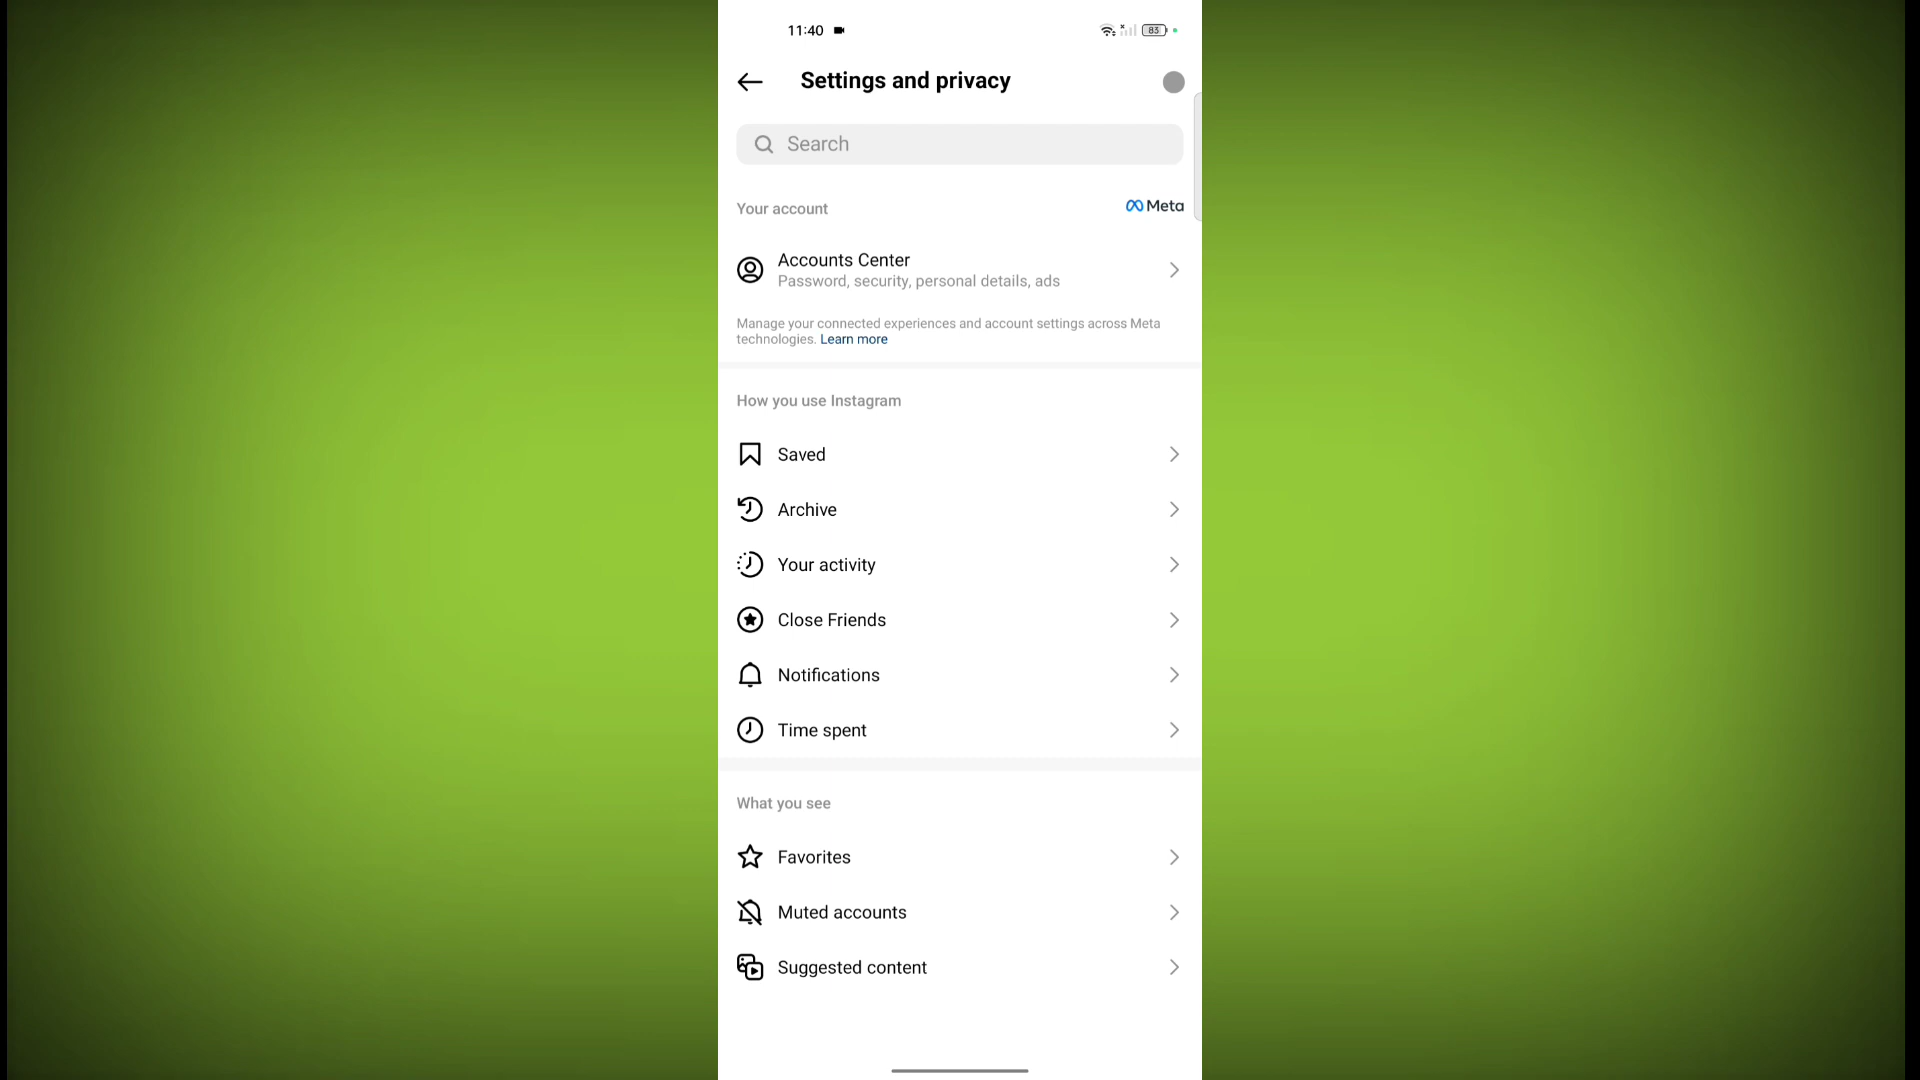 11:40
83
Settings and privacy
Search
Your account
Meta
Accounts Center
Password, security, personal details, ads
Manage your connected experiences and account settings across Meta
technologies. Learn more
How you use Instagram
Saved
Archive
Your activity
Close Friends
Notifications
Time spent
What you see
Favorites
Muted accounts
Suggested content